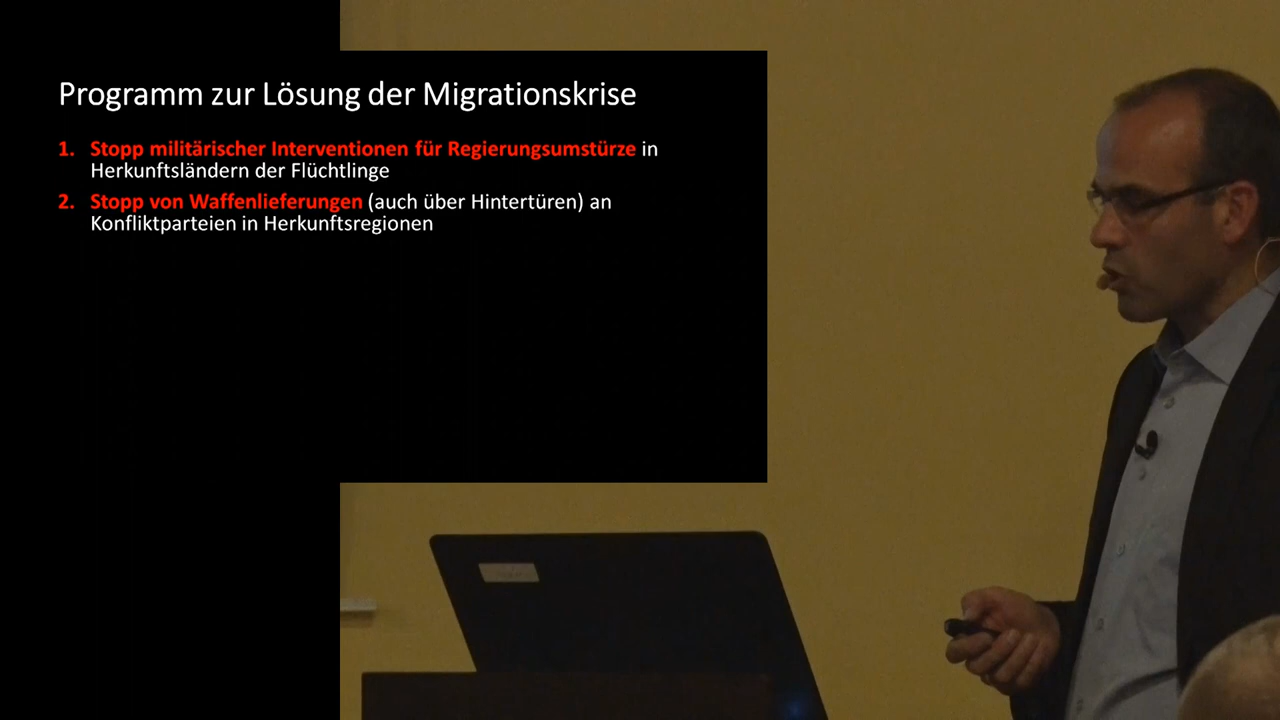 Programm zur Lösung der Migrationskrise
1. Stopp militärischer Interventionen für Regierungsumstürze in
Herkunftsländern der Flüchtlinge
2. Stopp von Waffenlieferungen (auch über Hintertüren) an
Konfliktparteien in Herkunftsregionen